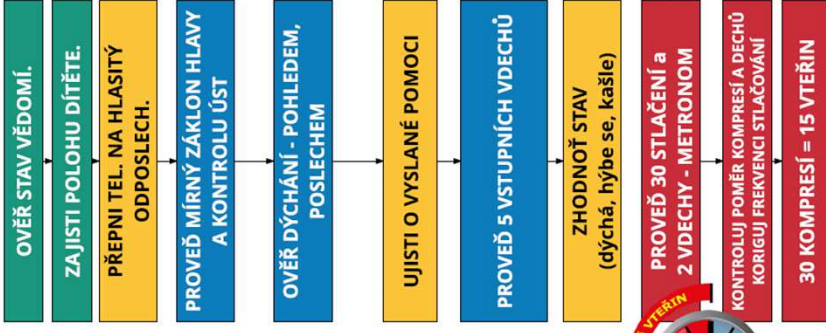 OVĚŘ STAV VĚDOMÍ.
ZAJISTI POLOHU DÍTĚTE.
PŘEPNI TEL. NA HLASITÝ
ODPOSLECH.
PROVEĎ MÍRNÝ ZÁKLON HLAVY
A KONTROLU ÚST
OVĚŘ DÝCHÁNÍ - POHLEDEM,
POSLECHEM
UJISTI O VYSLANÉ POMOCI
PROVEĎ 5 VSTUPNÍCH VDECHŮ
ZHODNOŤ STAV
(dýchá, hýbe se, kašle)
PROVEĎ 30 STLAČENÍ a
2 VDECHY - METRONOM
KONTROLUJ POMĚR KOMPRESÍ A DECHŮ
KORIGUJ FREKVENCI STLAČOVÁNÍ
30 KOMPRESÍ = 15 VTEŘIN
VTEŘIN